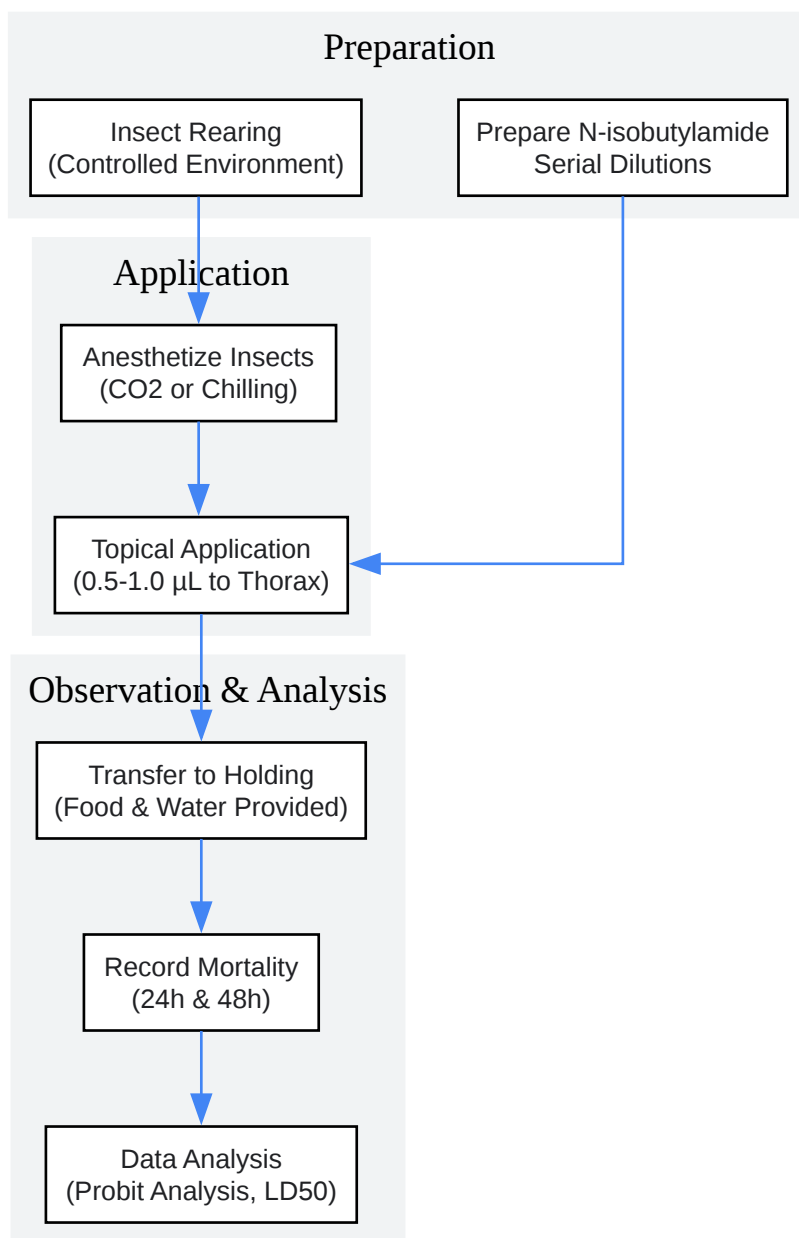 Preparation
Insect Rearing
(Controlled Environment)
Prepare N-isobutylamide
Serial Dilutions
Application
Anesthetize Insects
(CO2 or Chilling)
Topical Application
(0.5-1.0 µL to Thorax)
Observation & Analysis
Transfer to Holding
(Food & Water Provided)
Record Mortality
(24h & 48h)
Data Analysis
(Probit Analysis, LD50)